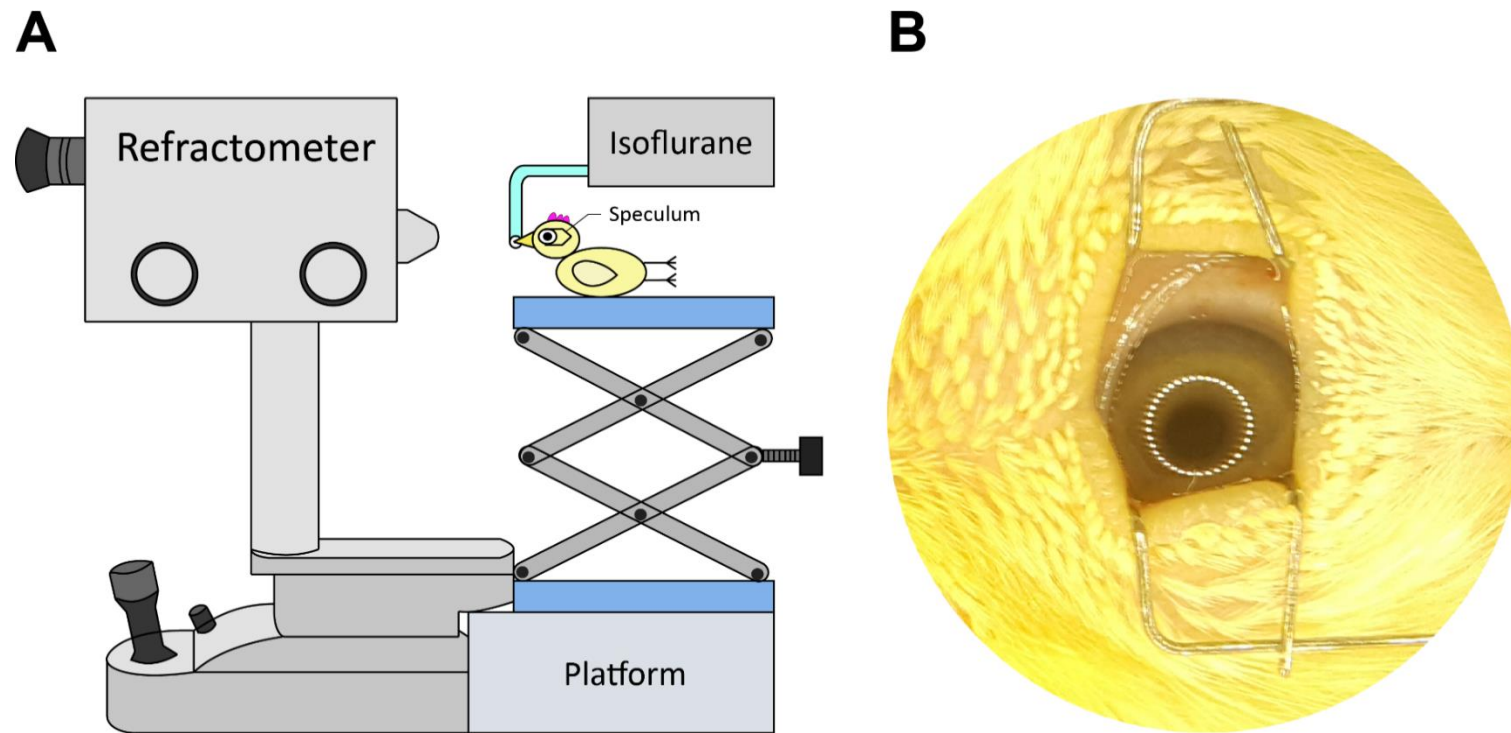 A
B
Refractometer
Isoflurane
Speculum
Platform